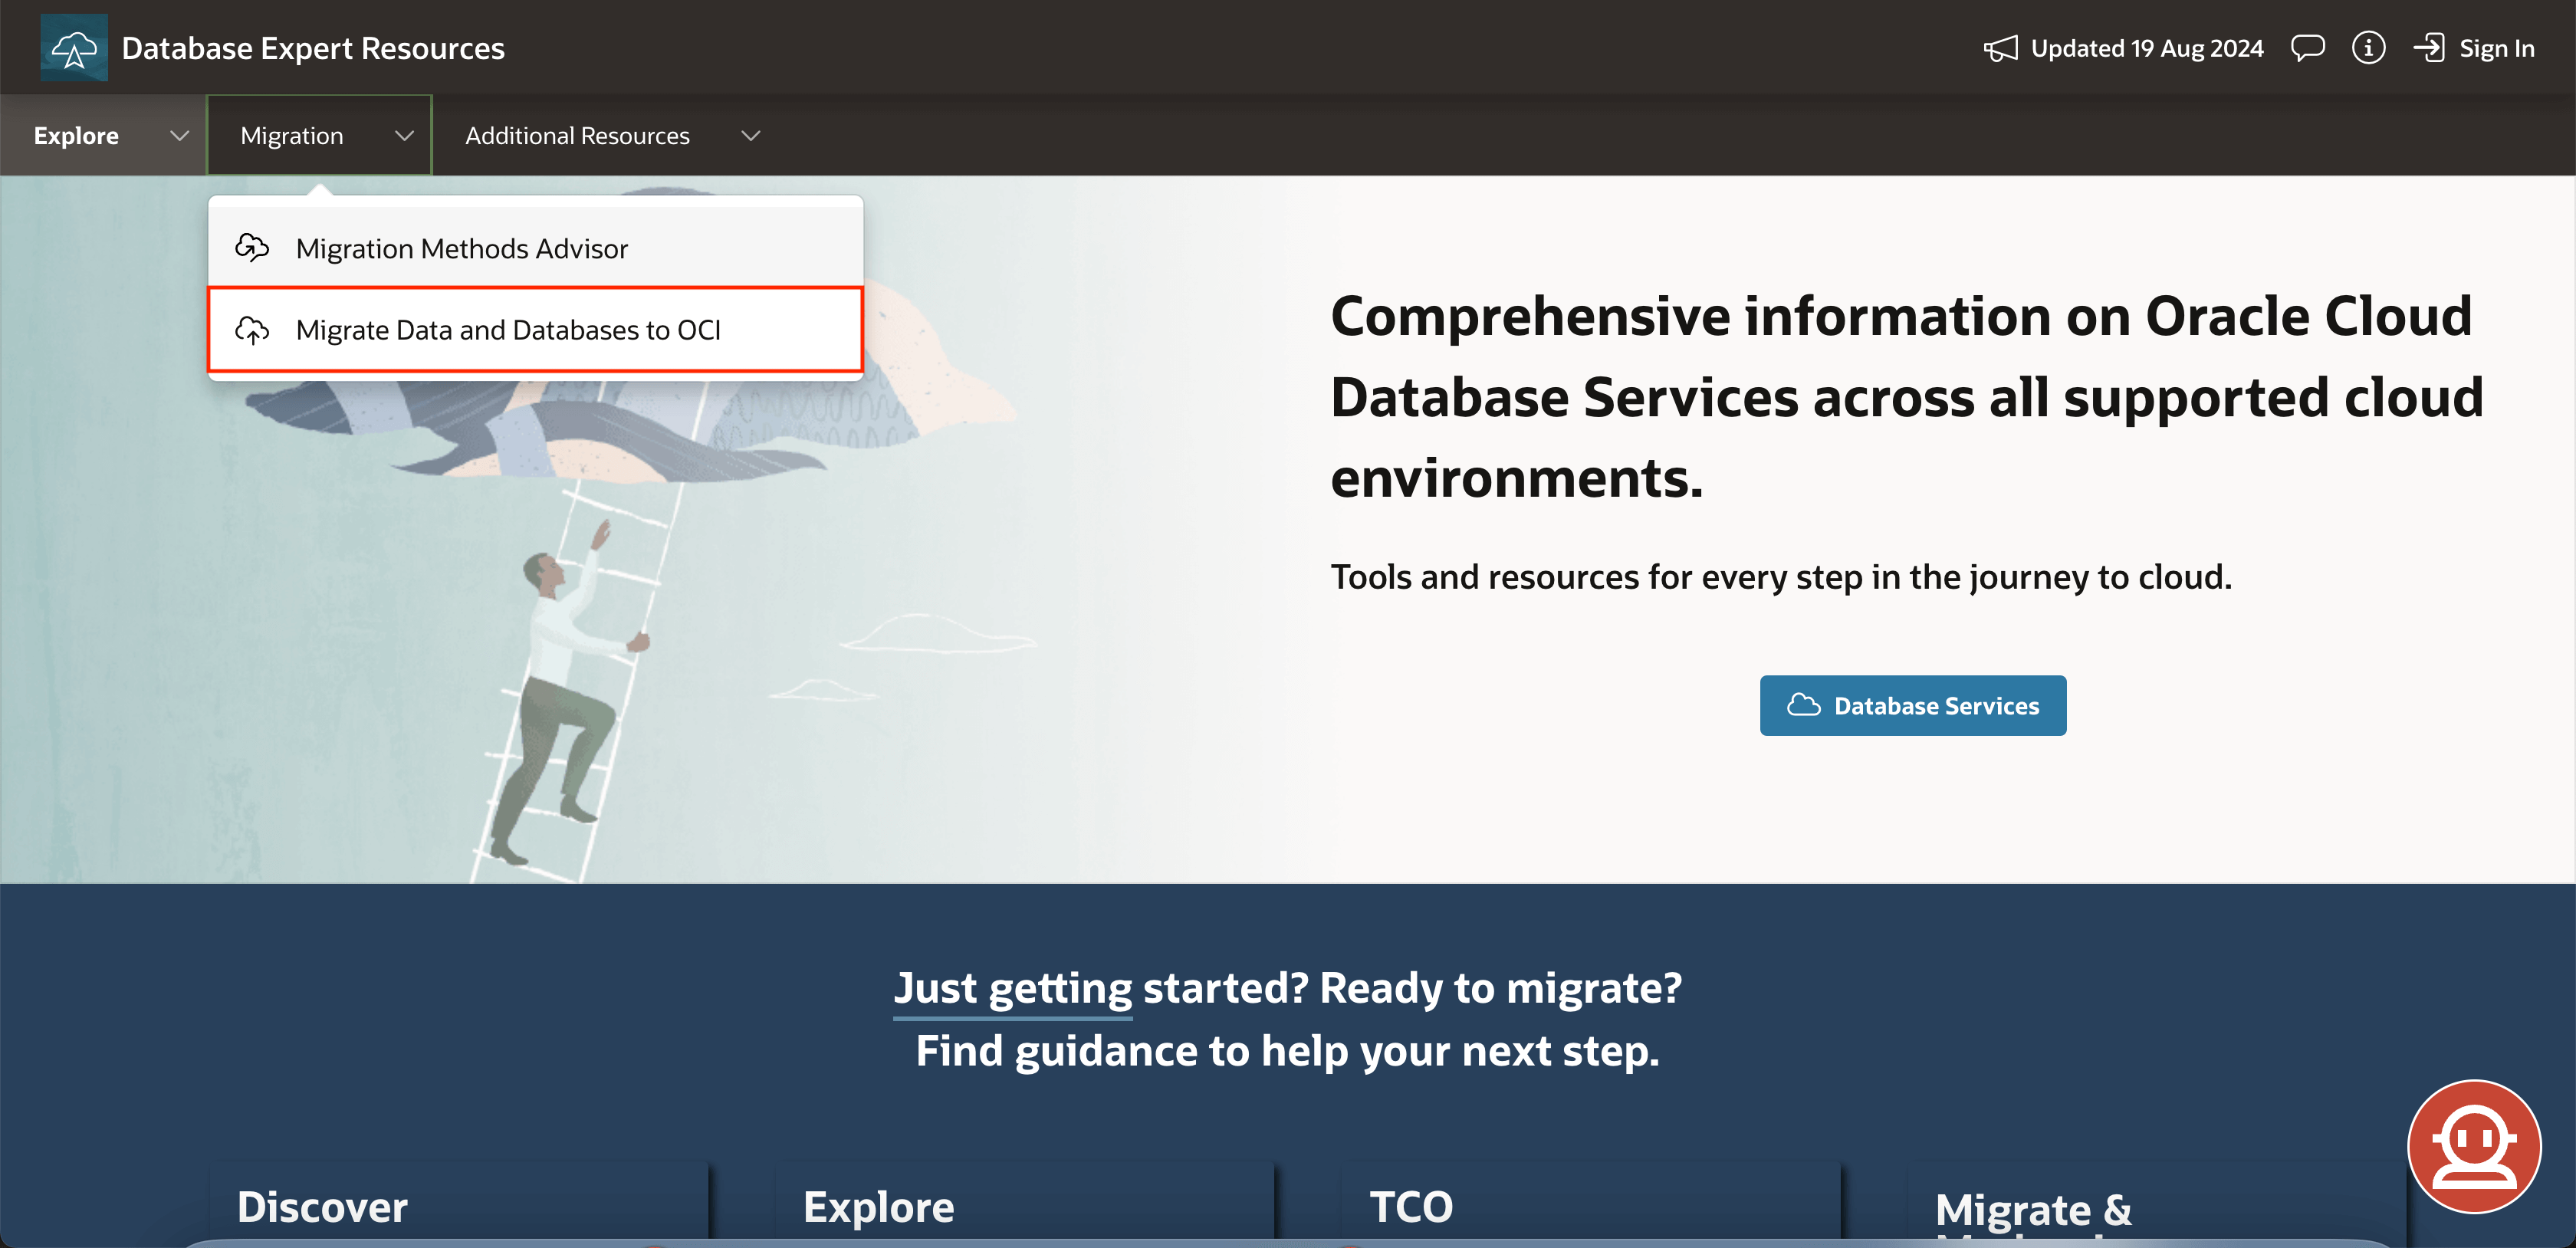 Database Expert Resources
Updated 19 Aug 2024
Sign In
Explore
Migration
Additional Resources
Migration Methods Advisor
Migrate Data and Databases to OCI
Comprehensive information on Oracle Cloud
Database Services across all supported cloud
environments.
Tools and resources for every step in the journey to cloud.
Database Services
Just getting started? Ready to migrate?
Find guidance to help your next step.
Discover
Explore
TCO
Migrate &